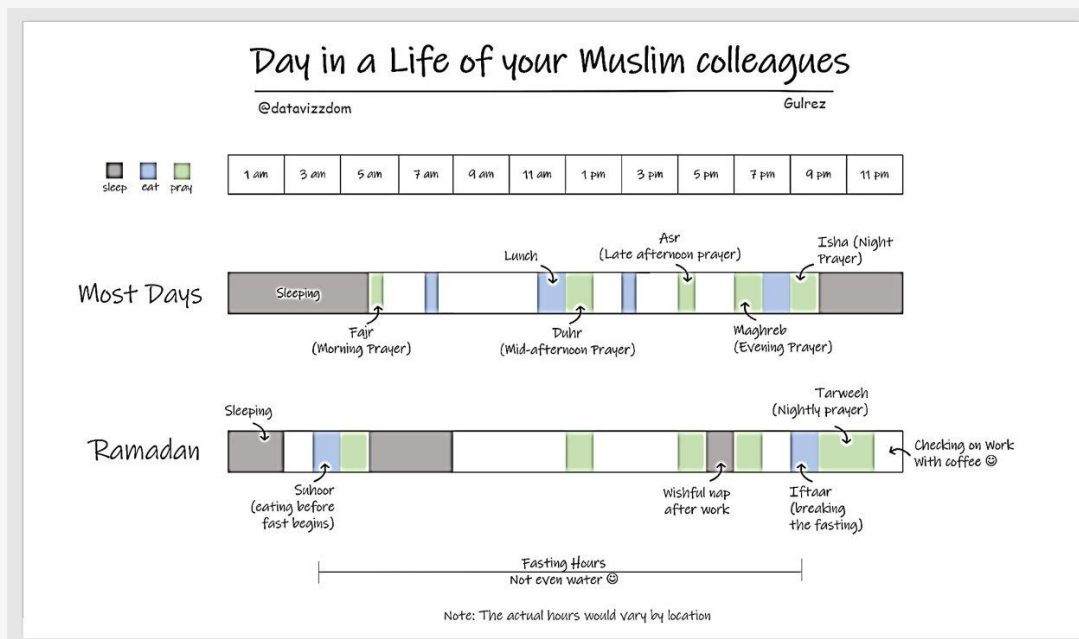 Day in a Life of your Muslim colleagues
@datavizzdom
Gulrez
sleep
eat
pray
1 am
3 am
5 am
7 am
9 am
11 am
1 pm
3 pm
5 pm
7 pm
9 pm
11 pm
Most Days
Sleeping
Fajr
(Morning Prayer)
Lunch
Duhr
(Mid-afternoon Prayer)
Asr
(Late afternoon prayer)
Maghreb
(Evening Prayer)
Isha (Night
Prayer)
Ramadan
Sleeping
Suhoor
(eating before
fast begins)
Wishful nap
after work
Iftaar
(breaking
the fasting)
Tarweeh
(Nightly prayer)
Checking on Work
With coffee ☺
Fasting Hours
Not even water ☺
Note: The actual hours would vary by location